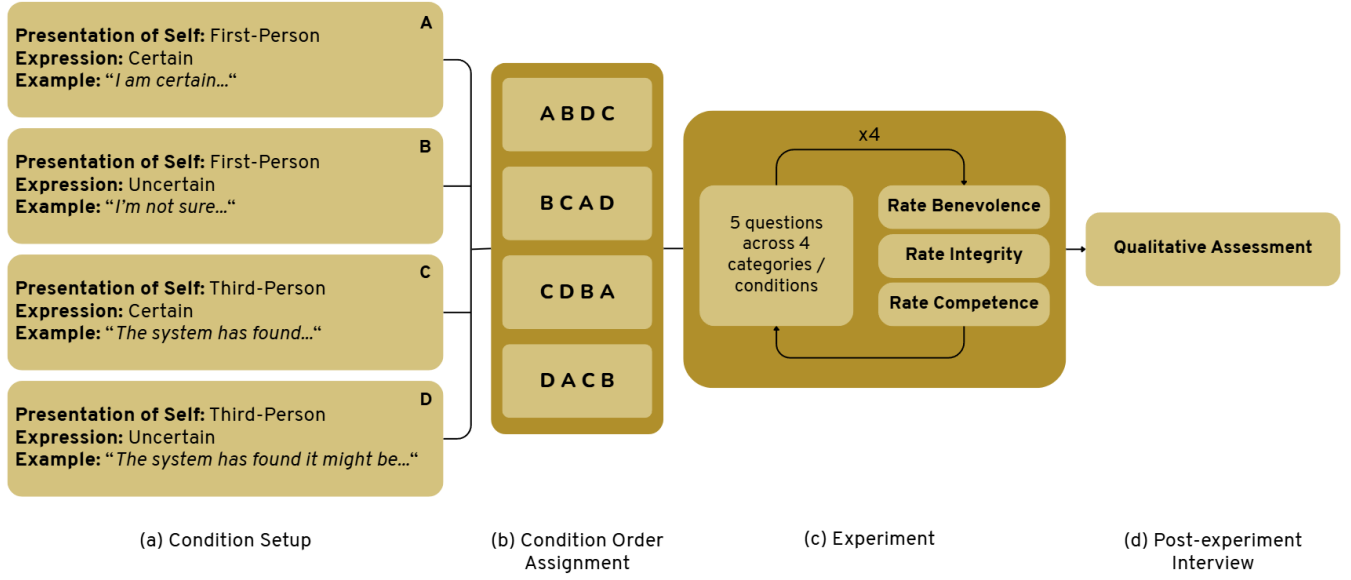 A
Presentation of Self: First-Person
Expression: Certain
Example: “I am certain...“
B
Presentation of Self: First-Person
Expression: Uncertain
Example: “I’m not sure...“
C
Presentation of Self: Third-Person
Expression: Certain
Example: “The system has found...“
D
Presentation of Self: Third-Person
Expression: Uncertain
Example: “The system has found it might be...“
(a) Condition Setup
A B D C
B C A D
C D B A
D A C B
(b) Condition Order
Assignment
x4
5 questions
across 4
categories /
conditions
Rate Benevolence
Rate Integrity
Rate Competence
(c) Experiment
Qualitative Assessment
(d) Post-experiment
Interview